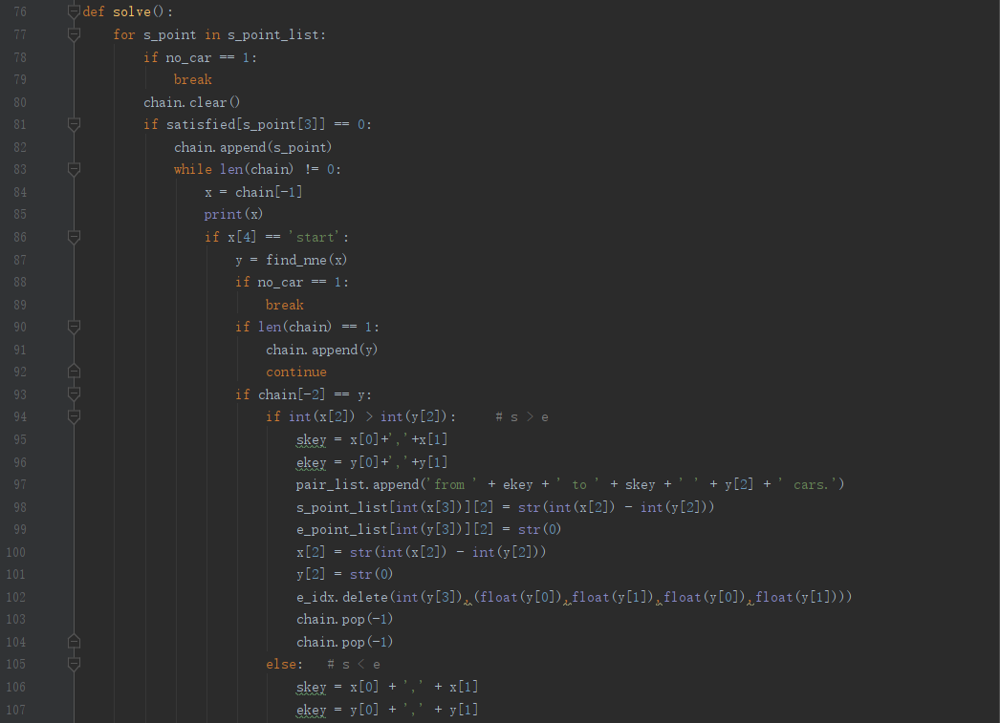 76 def solve():
77     for s_point in s_point_list:
78         if no_car == 1:
79             break
80         chain.clear()
81         if satisfied[s_point[3]] == 0:
82             chain.append(s_point)
83             while len(chain) != 0:
84                 x = chain[-1]
85                 print(x)
86                 if x[4] == 'start':
87                     y = find_nne(x)
88                     if no_car == 1:
89                         break
90                     if len(chain) == 1:
91                         chain.append(y)
92                         continue
93                     if chain[-2] == y:
94                         if int(x[2]) > int(y[2]):     # s > e
95                             skey = x[0]+','+x[1]
96                             ekey = y[0]+','+y[1]
97                             pair_list.append('from ' + ekey + ' to ' + skey + ' ' + y[2] + ' cars.')
98                             s_point_list[int(x[3])][2] = str(int(x[2]) - int(y[2]))
99                             e_point_list[int(y[3])][2] = str(0)
100                             x[2] = str(int(x[2]) - int(y[2]))
101                             y[2] = str(0)
102                             e_idx.delete(int(y[3]),(float(y[0]),float(y[1]),float(y[0]),float(y[1])))
103                             chain.pop(-1)
104                             chain.pop(-1)
105                         else:   # s < e
106                             skey = x[0] + ',' + x[1]
107                             ekey = y[0] + ',' + y[1]